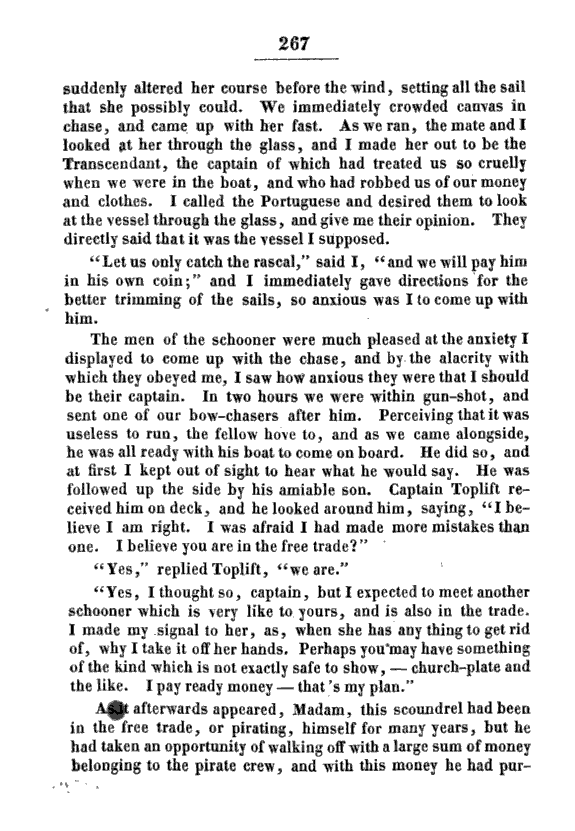 267
suddenly altered her course before the wind, setting all the sail
that she possibly could. We immediately crowded canvas in
chase, and came up with her fast. As we ran, the mate and I
looked at her through the glass, and I made her out to be the
Transcendant, the captain of which had treated us so cruelly
when we were in the boat, and who had robbed us of our money
and clothes. I called the Portuguese and desired them to look
at the vessel through the glass, and give me their opinion. They
directly said that it was the vessel I supposed.
“Let us only catch the rascal,” said I, “and we will pay him
in his own coin;” and I immediately gave directions for the
better trimming of the sails, so anxious was I to come up with
him.
The men of the schooner were much pleased at the anxiety I
displayed to come up with the chase, and by the alacrity with
which they obeyed me, I saw how anxious they were that I should
be their captain. In two hours we were within gun-shot, and
sent one of our bow-chasers after him. Perceiving that it was
useless to run, the fellow hove to, and as we came alongside,
he was all ready with his boat to come on board. He did so, and
at first I kept out of sight to hear what he would say. He was
followed up the side by his amiable son. Captain Toplift re-
ceived him on deck, and he looked around him, saying, “I be-
lieve I am right. I was afraid I had made more mistakes than
one. I believe you are in the free trade?”
“Yes,” replied Toplift, “we are.”
“Yes, I thought so, captain, but I expected to meet another
schooner which is very like to yours, and is also in the trade.
I made my signal to her, as, when she has any thing to get rid
of, why I take it off her hands. Perhaps you may have something
of the kind which is not exactly safe to show, — church-plate and
the like. I pay ready money — that's my plan.”
As it afterwards appeared, Madam, this scoundrel had been
in the free trade, or pirating, himself for many years, but he
had taken an opportunity of walking off with a large sum of money
belonging to the pirate crew, and with this money he had pur-